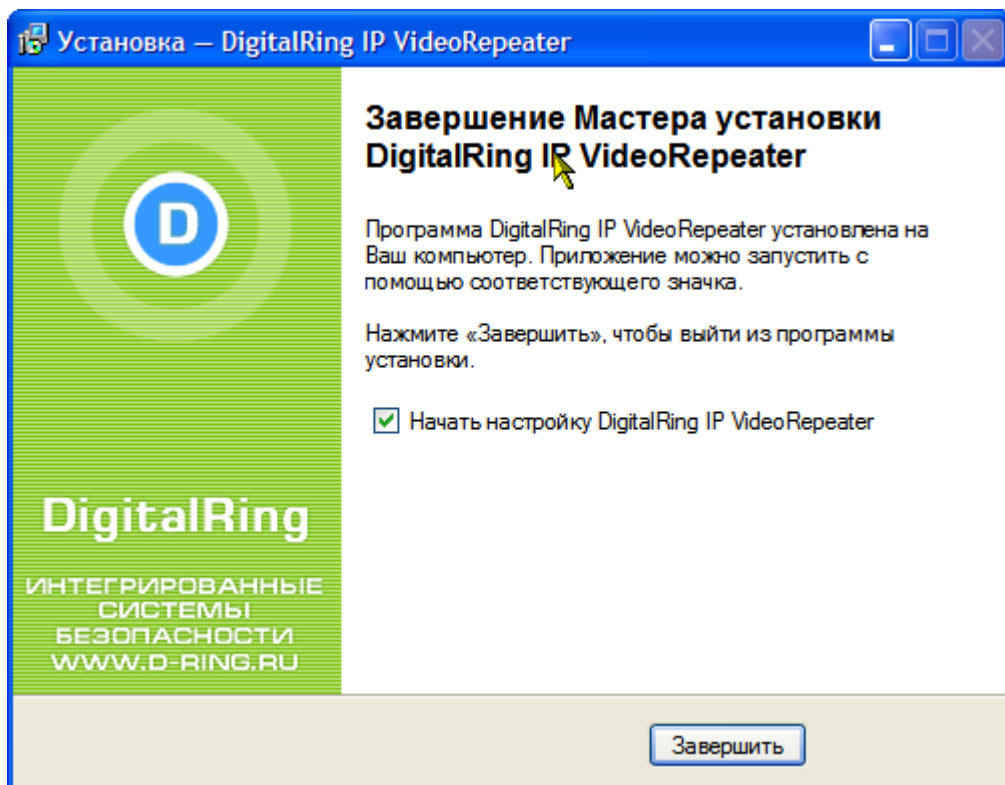 Установка — DigitalRing IP VideoRepeater
Завершение Мастера установки
DigitalRing IP VideoRepeater
Программа DigitalRing IP VideoRepeater установлена на
Ваш компьютер. Приложение можно запустить с
помощью соответствующего значка.
Нажмите «Завершить», чтобы выйти из программы
установки.
Начать настройку DigitalRing IP VideoRepeater
D
DigitalRing
ИНТЕГРИРОВАННЫЕ
СИСТЕМЫ
БЕЗОПАСНОСТИ
WWW.D-RING.RU
Завершить